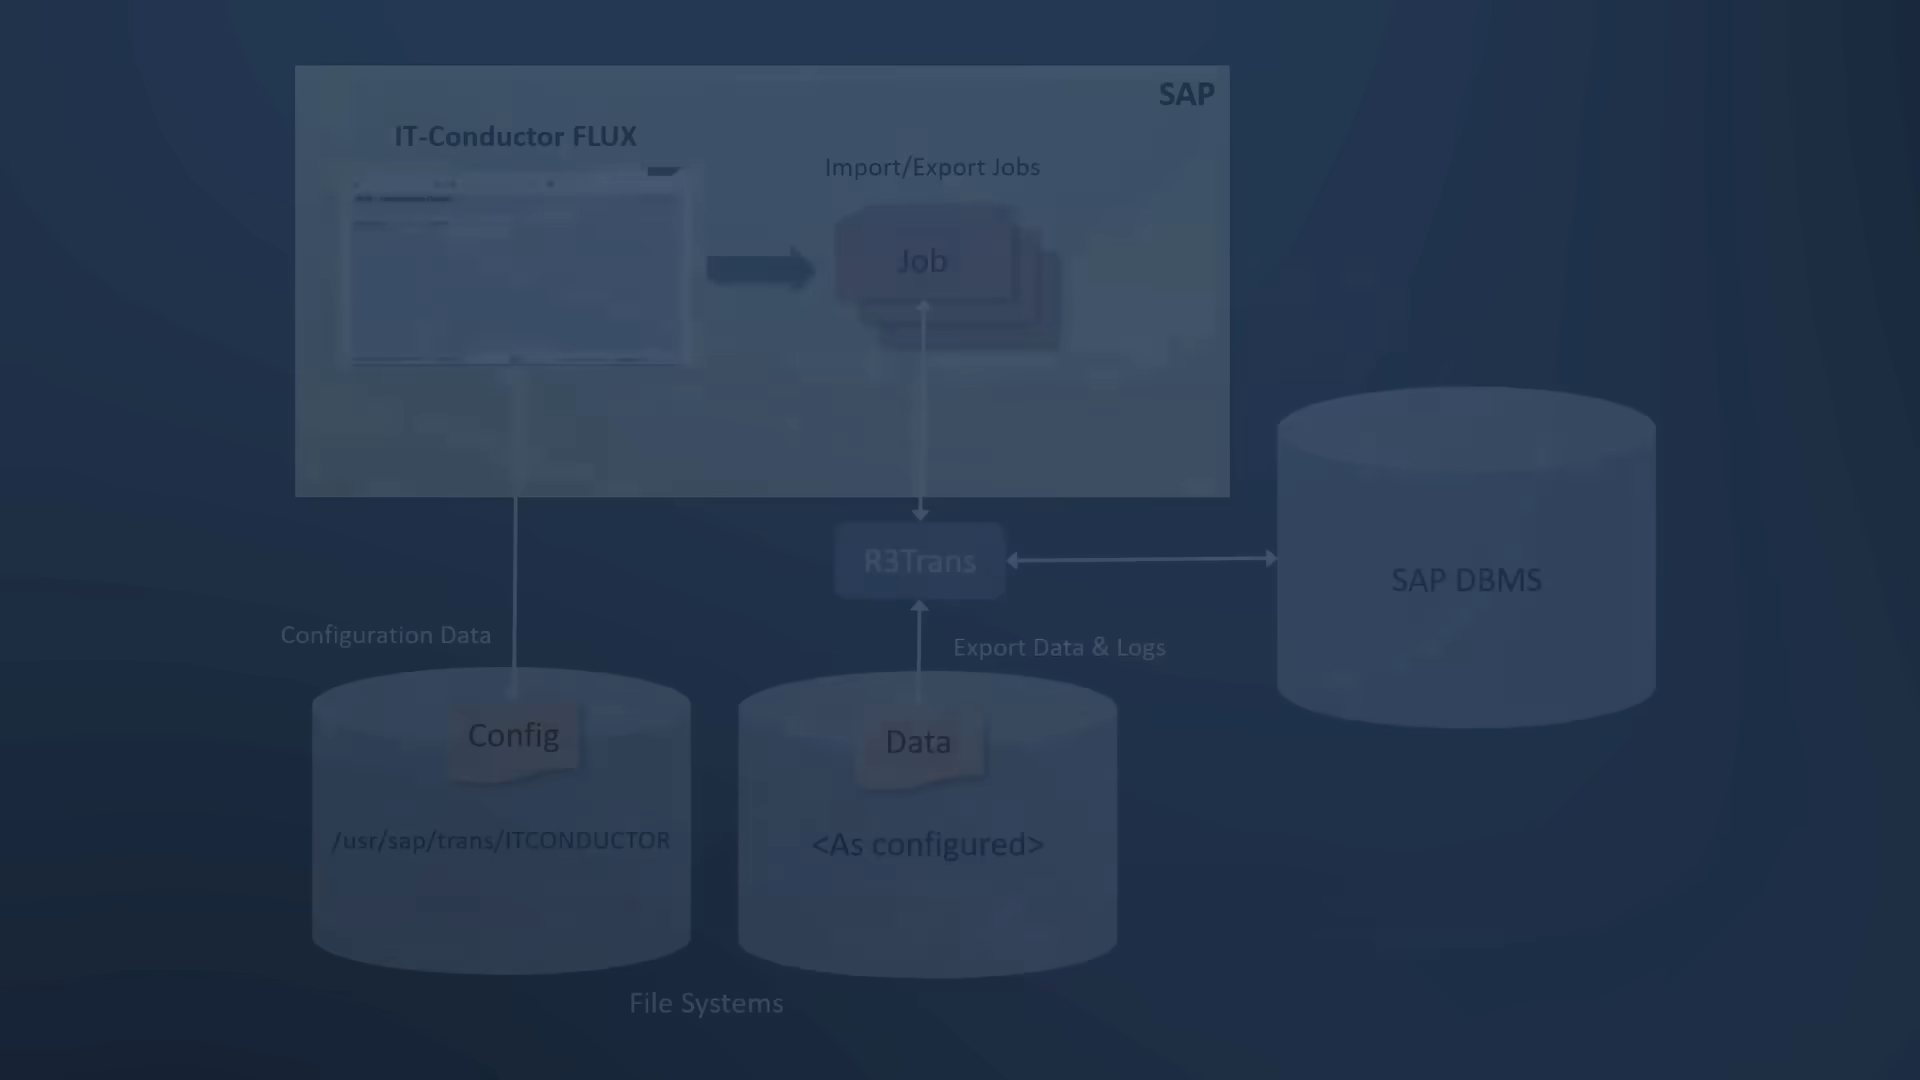 SAP
IT-Conductor FLUX
Import/Export Jobs
Job
R3Trans
SAP DBMS
Configuration Data
Export Data & Logs
Config
Data
/usr/sap/trans/ITCONDUCTOR
<As configured>
File Systems